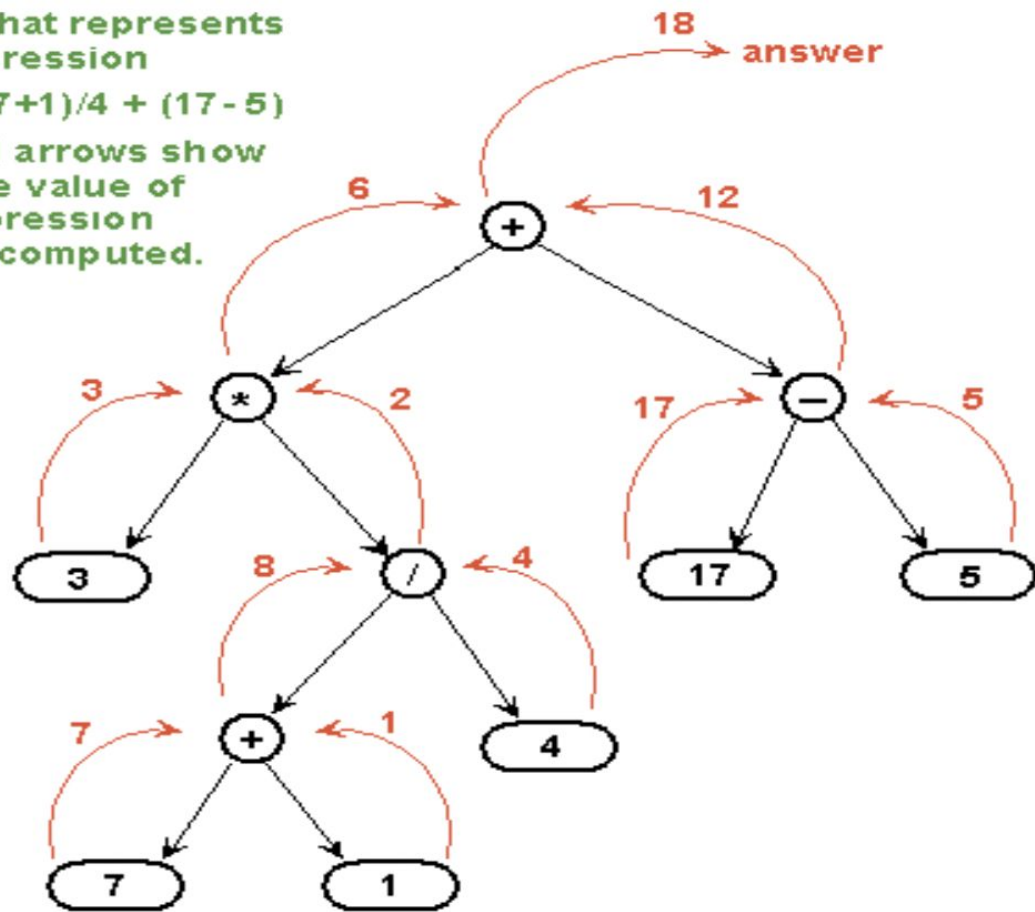 hat represents
ression
7+1)/4 + (17-5)
arrows show
e value of
pression
computed.
18
answer
6
12
+
3
2
17
5
*
–
8
4
3
/
17
5
7
1
+
4
7
1